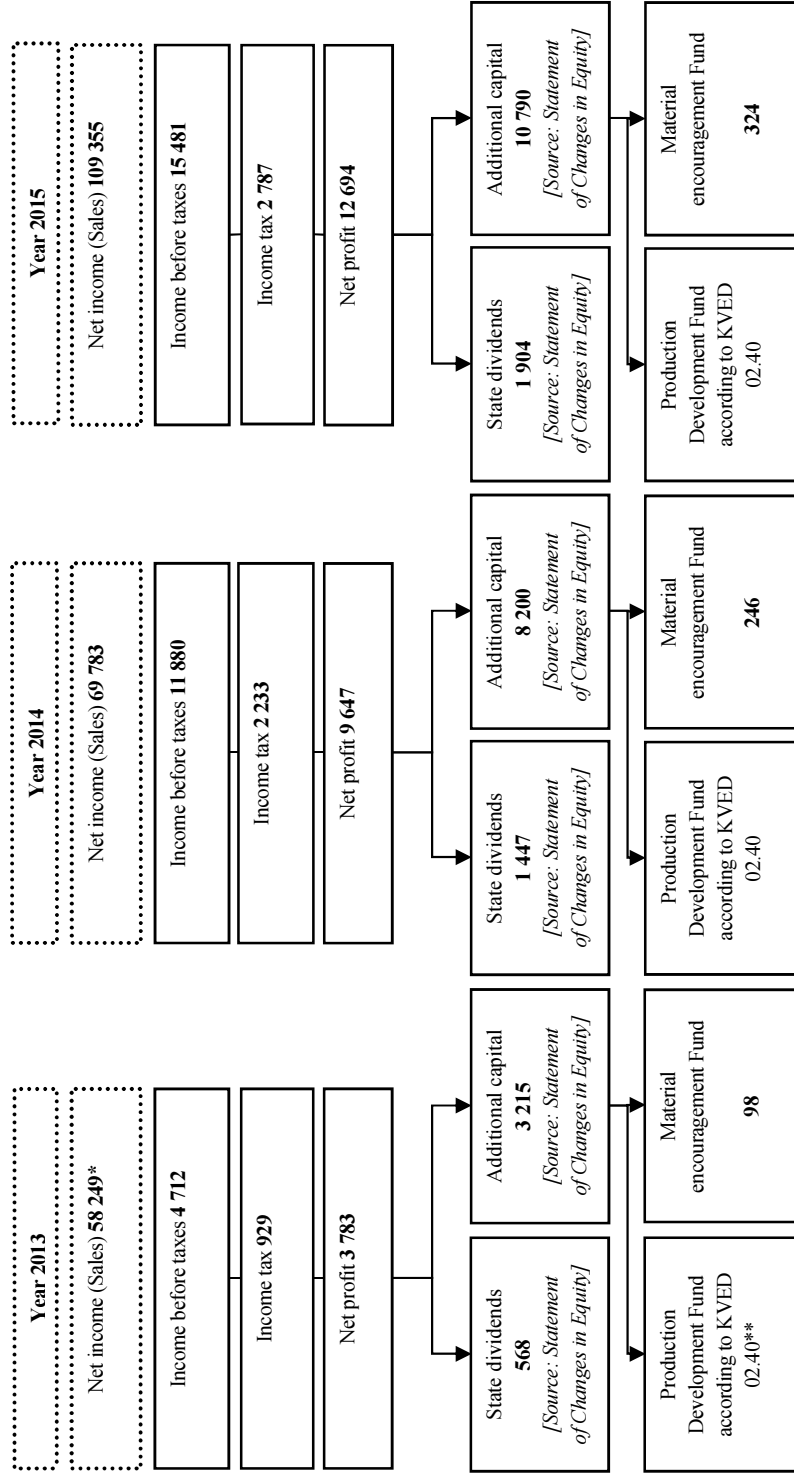 Year 2013
Net income (Sales) 58 249*
Income before taxes 4 712
Income tax 929
Net profit 3 783
State dividends
568
[Source: Statement
of Changes in Equity]
Additional capital
3 215
[Source: Statement
of Changes in Equity]
Production
Development Fund
according to KVED
02.40**
Material
encouragement Fund
98
Year 2014
Net income (Sales) 69 783
Income before taxes 11 880
Income tax 2 233
Net profit 9 647
State dividends
1 447
[Source: Statement
of Changes in Equity]
Additional capital
8 200
[Source: Statement
of Changes in Equity]
Production
Development Fund
according to KVED
02.40
Material
encouragement Fund
246
Year 2015
Net income (Sales) 109 355
Income before taxes 15 481
Income tax 2 787
Net profit 12 694
State dividends
1 904
[Source: Statement
of Changes in Equity]
Additional capital
10 790
[Source: Statement
of Changes in Equity]
Production
Development Fund
according to KVED
02.40
Material
encouragement Fund
324